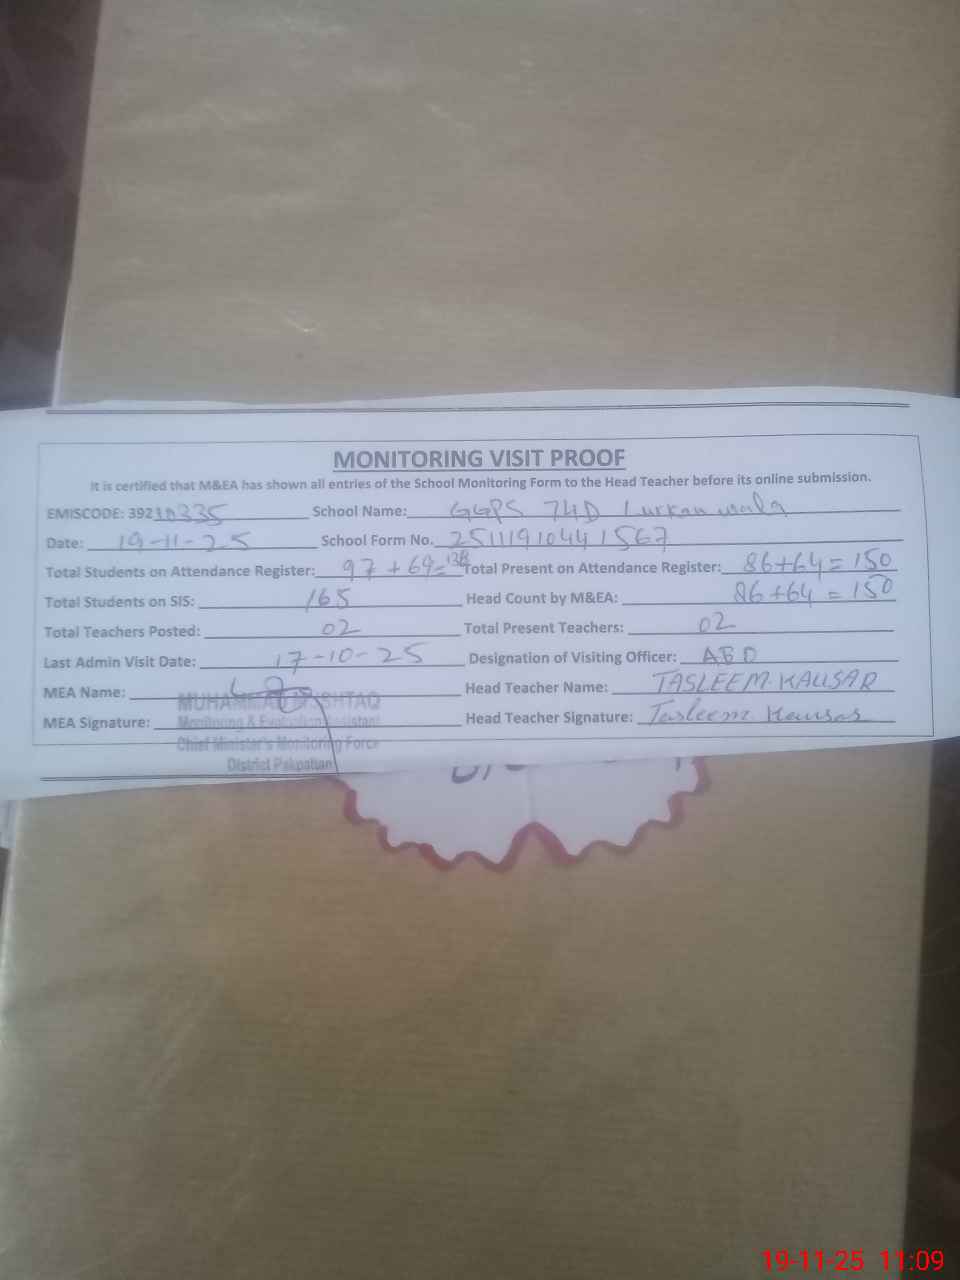 MONITORING VISIT PROOF
It is certified that M&EA has shown all entries of the School Monitoring Form to the Head Teacher before its online submission.
EMISCODE: 39210335 School Name: GGPS 74D Lurkanwala
Date: 19-11-25 School Form No. 2511191044 1567
Total Students on Attendance Register: 97 + 69 = Total Present on Attendance Register: 86+64 = 150
Total Students on SIS: 165 Head Count by M&EA: 86+64 = 150
Total Teachers Posted: 02 Total Present Teachers: 02
Last Admin Visit Date: 17-10-25 Designation of Visiting Officer:
MEA Name: Head Teacher Name: TASLEEM KAUSAR
MUHAMMAD MUSHTAQ
MEA Signature: Head Teacher Signature: Tasleem Kausar
Monitoring & Evaluation Assistant
Chief Minister's Monitoring Force
District Pakpattan
19-11-25 11:09